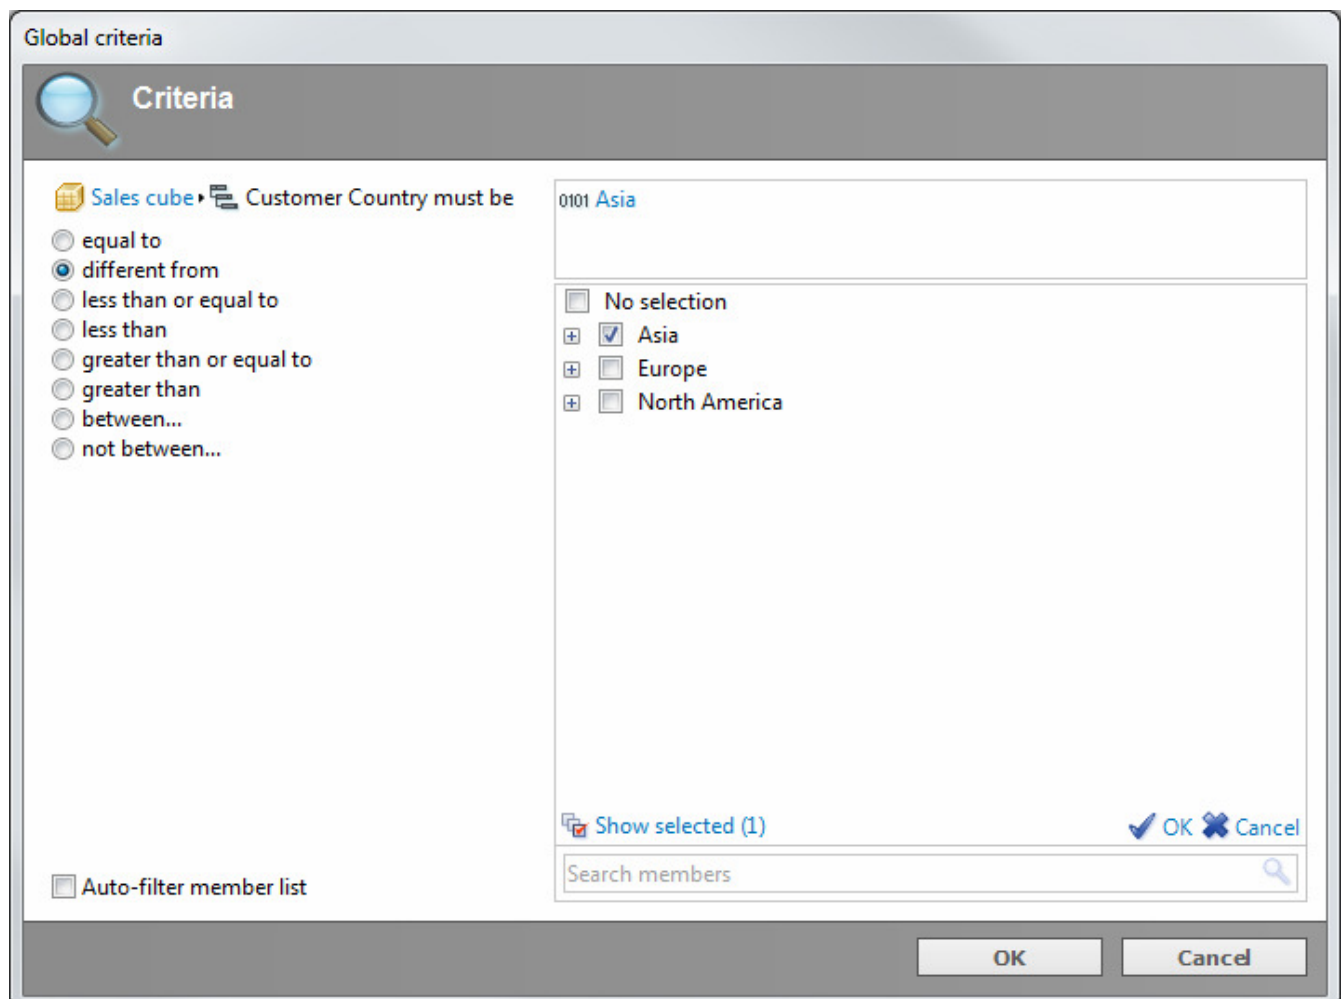 Global criteria
Criteria
Sales cube Customer Country must be
equal to
different from
less than or equal to
less than
greater than or equal to
greater than
between...
not between...
Auto-filter member list
0101 Asia
No selection
Asia
Europe
North America
Show selected (1)
OK Cancel
Search members
OK Cancel